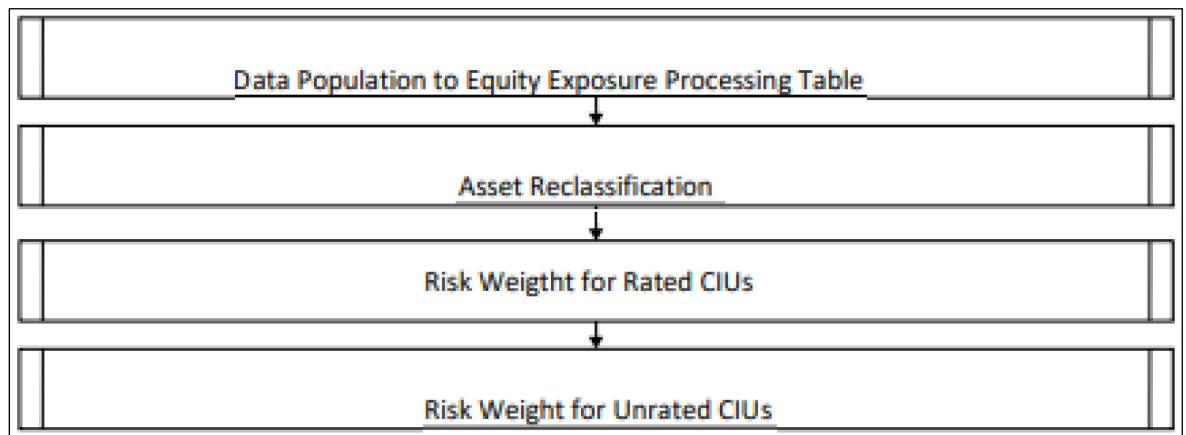 Data Population to Equity Exposure Processing Table
Asset Reclassification
Risk Weigtht for Rated CIUs
Risk Weight for Unrated CIUs